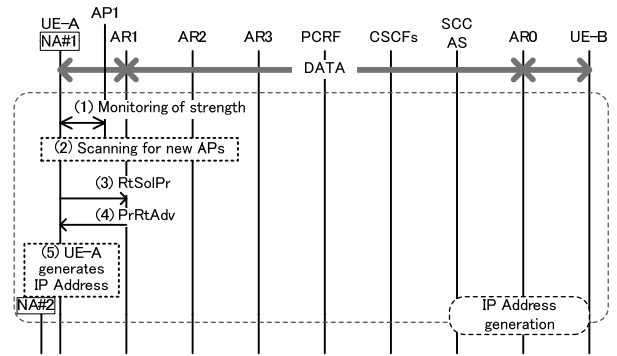 AP1
UE-A
NA#1
AR1
AR2
AR3
PCRF
CSCFs
SCC
AS
AR0
UE-B
DATA
(1) Monitoring of strength
(2) Scanning for new APs
(3) RtSolPr
(4) PrRtAdv
(5) UE-A
generates
IP Address
NA#2
IP Address
generation